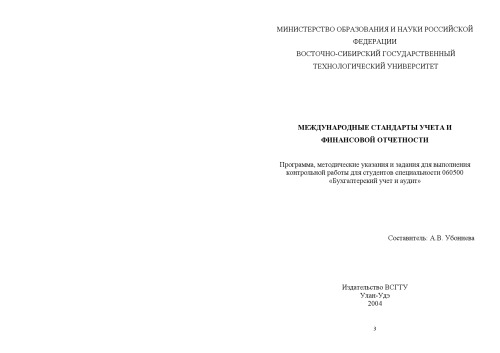 МИНИСТЕРСТВО ОБРАЗОВАНИЯ И НАУКИ РОССИЙСКОЙ
ФЕДЕРАЦИИ
ВОСТОЧНО-СИБИРСКИЙ ГОСУДАРСТВЕННЫЙ
ТЕХНОЛОГИЧЕСКИЙ УНИВЕРСИТЕТ
МЕЖДУНАРОДНЫЕ СТАНДАРТЫ УЧЕТА И
ФИНАНСОВОЙ ОТЧЕТНОСТИ
Программа, методические указания и задания для выполнения
контрольной работы для студентов специальности 060500
«Бухгалтерский учет и аудит»
Составитель: А.В. Убоняева
Издательство ВСГТУ
Улан-Удэ
2004
3